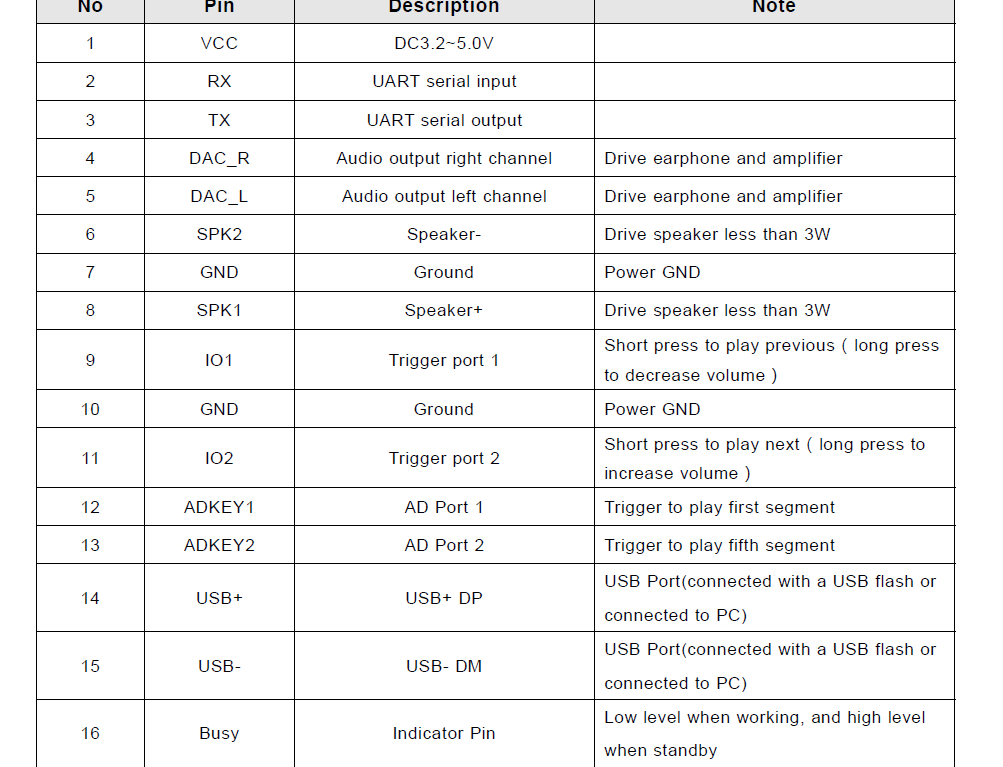 No Pin Description Note
1 VCC DC3.2~5.0V
2 RX UART serial input
3 TX UART serial output
4 DAC_R Audio output right channel Drive earphone and amplifier
5 DAC_L Audio output left channel Drive earphone and amplifier
6 SPK2 Speaker- Drive speaker less than 3W
7 GND Ground Power GND
8 SPK1 Speaker+ Drive speaker less than 3W
9 IO1 Trigger port 1 Short press to play previous ( long press
to decrease volume )
10 GND Ground Power GND
11 IO2 Trigger port 2 Short press to play next ( long press to
increase volume )
12 ADKEY1 AD Port 1 Trigger to play first segment
13 ADKEY2 AD Port 2 Trigger to play fifth segment
14 USB+ USB+ DP USB Port(connected with a USB flash or
connected to PC)
15 USB- USB- DM USB Port(connected with a USB flash or
connected to PC)
16 Busy Indicator Pin Low level when working, and high level
when standby